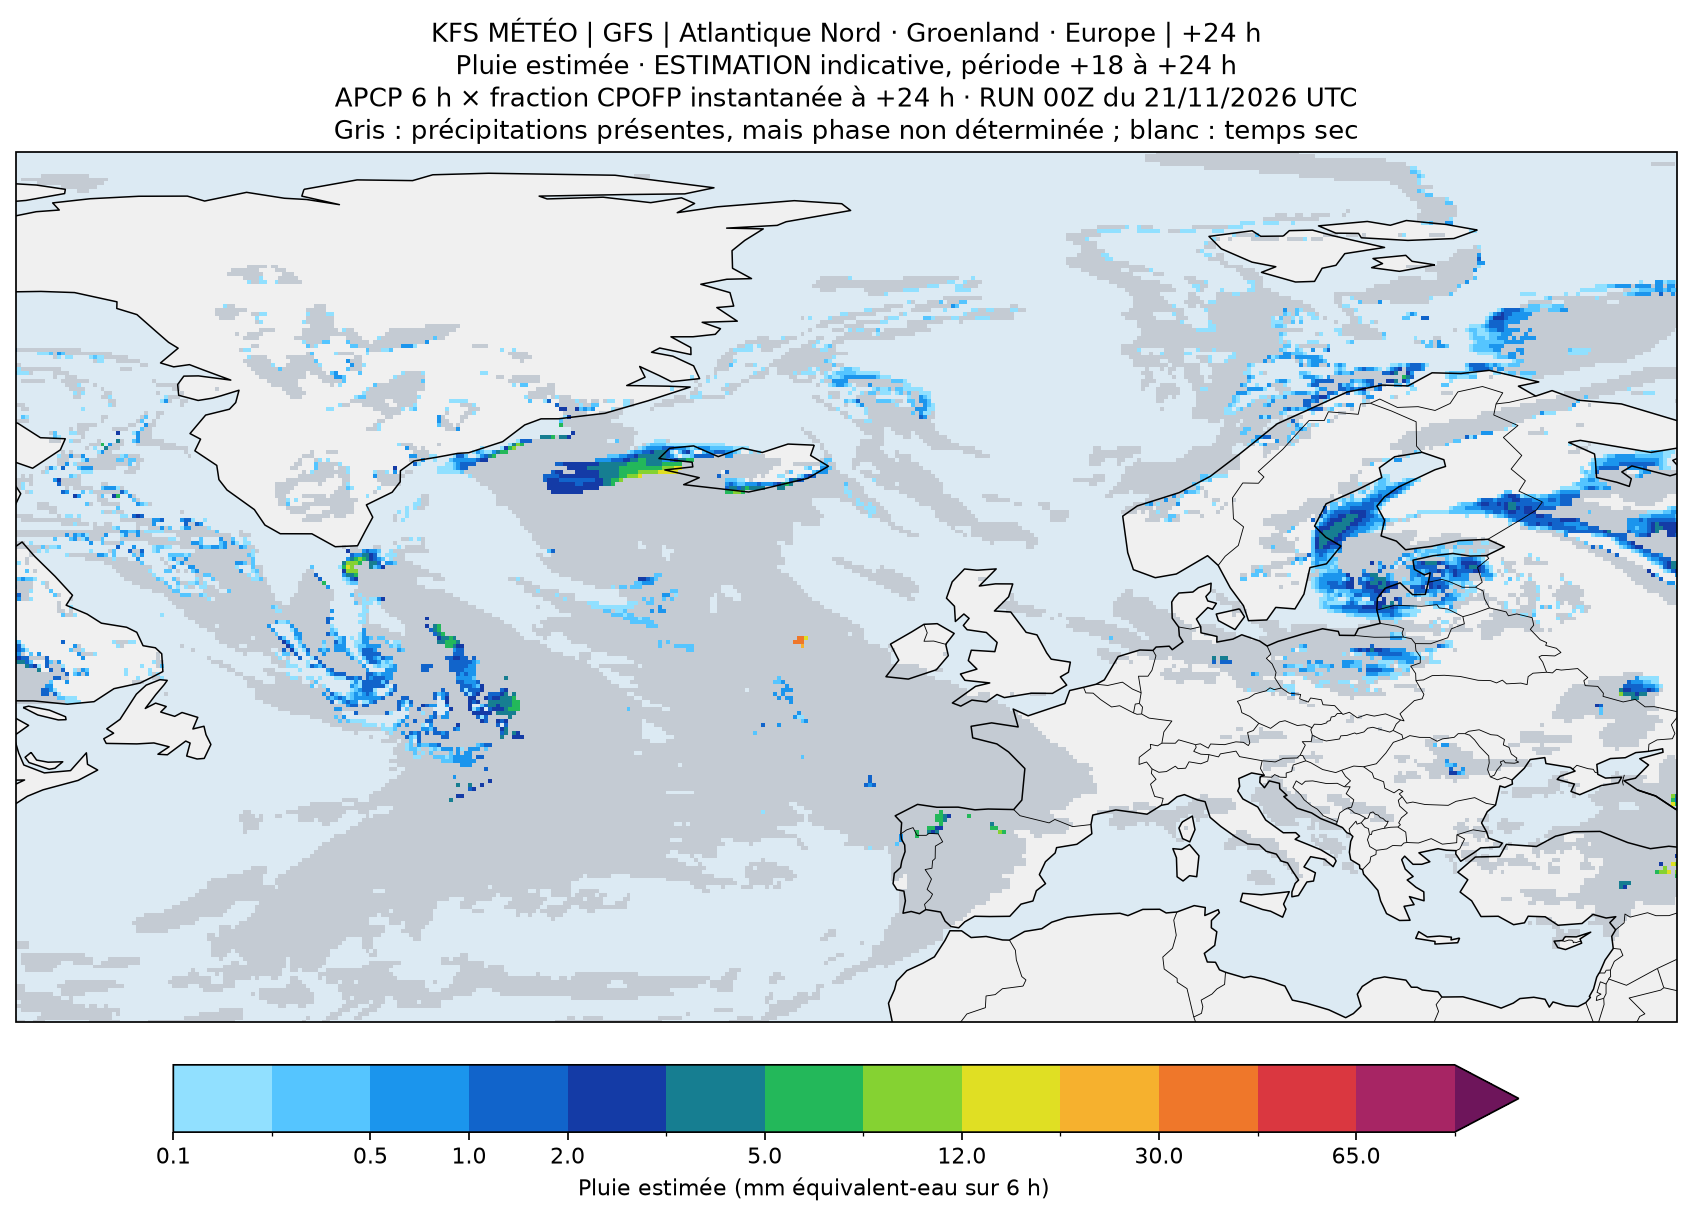 KFS MÉTÉO | GFS | Atlantique Nord · Groenland · Europe | +24 h
Pluie estimée · ESTIMATION indicative, période +18 à +24 h
APCP 6 h × fraction CPOFP instantanée à +24 h · RUN 00Z du 21/11/2026 UTC
Gris : précipitations présentes, mais phase non déterminée ; blanc : temps sec
0.1 0.5 1.0 2.0 5.0 12.0 30.0 65.0
Pluie estimée (mm équivalent-eau sur 6 h)